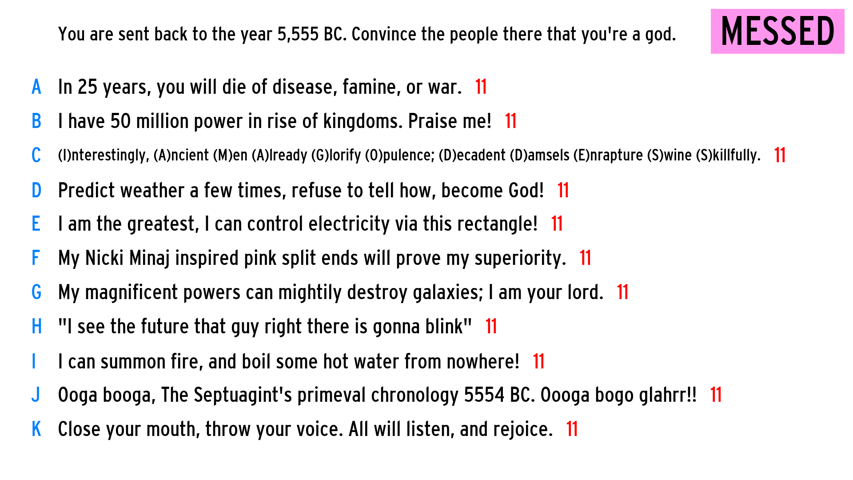 You are sent back to the year 5,555 BC. Convince the people there that you're a god.
MESSED
A In 25 years, you will die of disease, famine, or war. 11
B I have 50 million power in rise of kingdoms. Praise me! 11
C (I)nterestingly, (A)ncient (M)en (A)lready (G)lorify (O)pulence; (D)ecadent (D)amsels (E)nrapture (S)wine (S)killfully. 11
D Predict weather a few times, refuse to tell how, become God! 11
E I am the greatest, I can control electricity via this rectangle! 11
F My Nicki Minaj inspired pink split ends will prove my superiority. 11
G My magnificent powers can mightily destroy galaxies; I am your lord. 11
H "I see the future that guy right there is gonna blink" 11
I I can summon fire, and boil some hot water from nowhere! 11
J Ooga booga, The Septuagint's primeval chronology 5554 BC. Oooga bogo glahrr!! 11
K Close your mouth, throw your voice. All will listen, and rejoice. 11